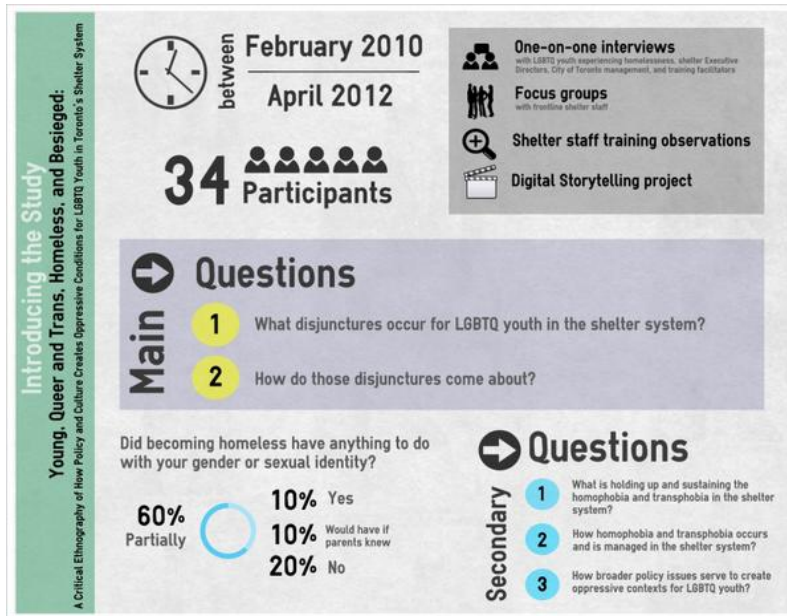 Introducing the Study
Young, Queer and Trans, Homeless, and Besieged:
A Critical Ethnography of How Policy and Culture Creates Oppressive Conditions for LGBTQ Youth in Toronto's Shelter System
between
February 2010
April 2012
34 Participants
One-on-one interviews
with LGBTQ youth experiencing homelessness, shelter Executive
Directors, City of Toronto management, and training facilitators
Focus groups
with frontline shelter staff
Shelter staff training observations
Digital Storytelling project
Main
Questions
1 What disjunctures occur for LGBTQ youth in the shelter system?
2 How do those disjunctures come about?
Did becoming homeless have anything to do
with your gender or sexual identity?
60%
Partially
10% Yes
10% Would have if
parents knew
20% No
Secondary
Questions
1 What is holding up and sustaining the
homophobia and transphobia in the shelter
system?
2 How homophobia and transphobia occurs
and is managed in the shelter system?
3 How broader policy issues serve to create
oppressive contexts for LGBTQ youth?